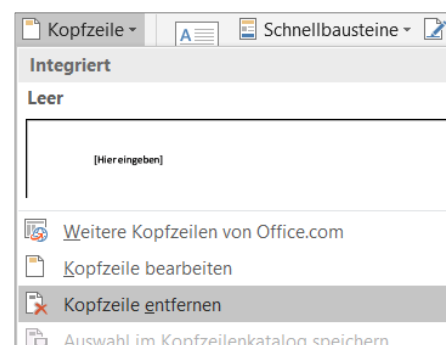 Kopfzeile Schnellbausteine
Integriert
Leer
[Hier eingeben]
Weitere Kopfzeilen von Office.com
Kopfzeile bearbeiten
Kopfzeile entfernen
Auswahl im Kopfzeilenkatalog speichern